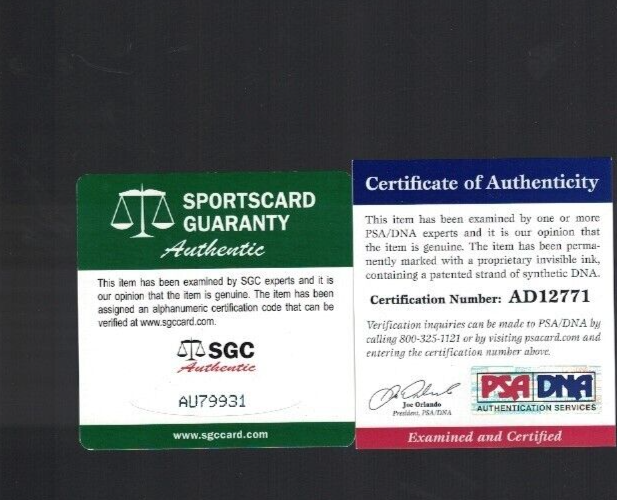 SPORTSCARD
GUARANTY
Authentic
This item has been examined by SGC experts and it is
our opinion that the item is genuine. The item has been
assigned an alphanumeric certification code that can be
verified at www.sgccard.com.
SGC
Authentic
AU79931
www.sgccard.com
Certificate of Authenticity
This item has been examined by one or more
PSA/DNA experts and it is our opinion that
the item is genuine. The item has been perma-
nently marked with a proprietary invisible ink,
containing a patented strand of synthetic DNA.
Certification Number: AD12771
Verification inquiries can be made to PSA/DNA by
calling 800-325-1121 or by visiting psacard.com and
entering the certification number above.
Joe Orlando
President, PSA/DNA
PSA DNA
AUTHENTICATION SERVICES
Examined and Certified